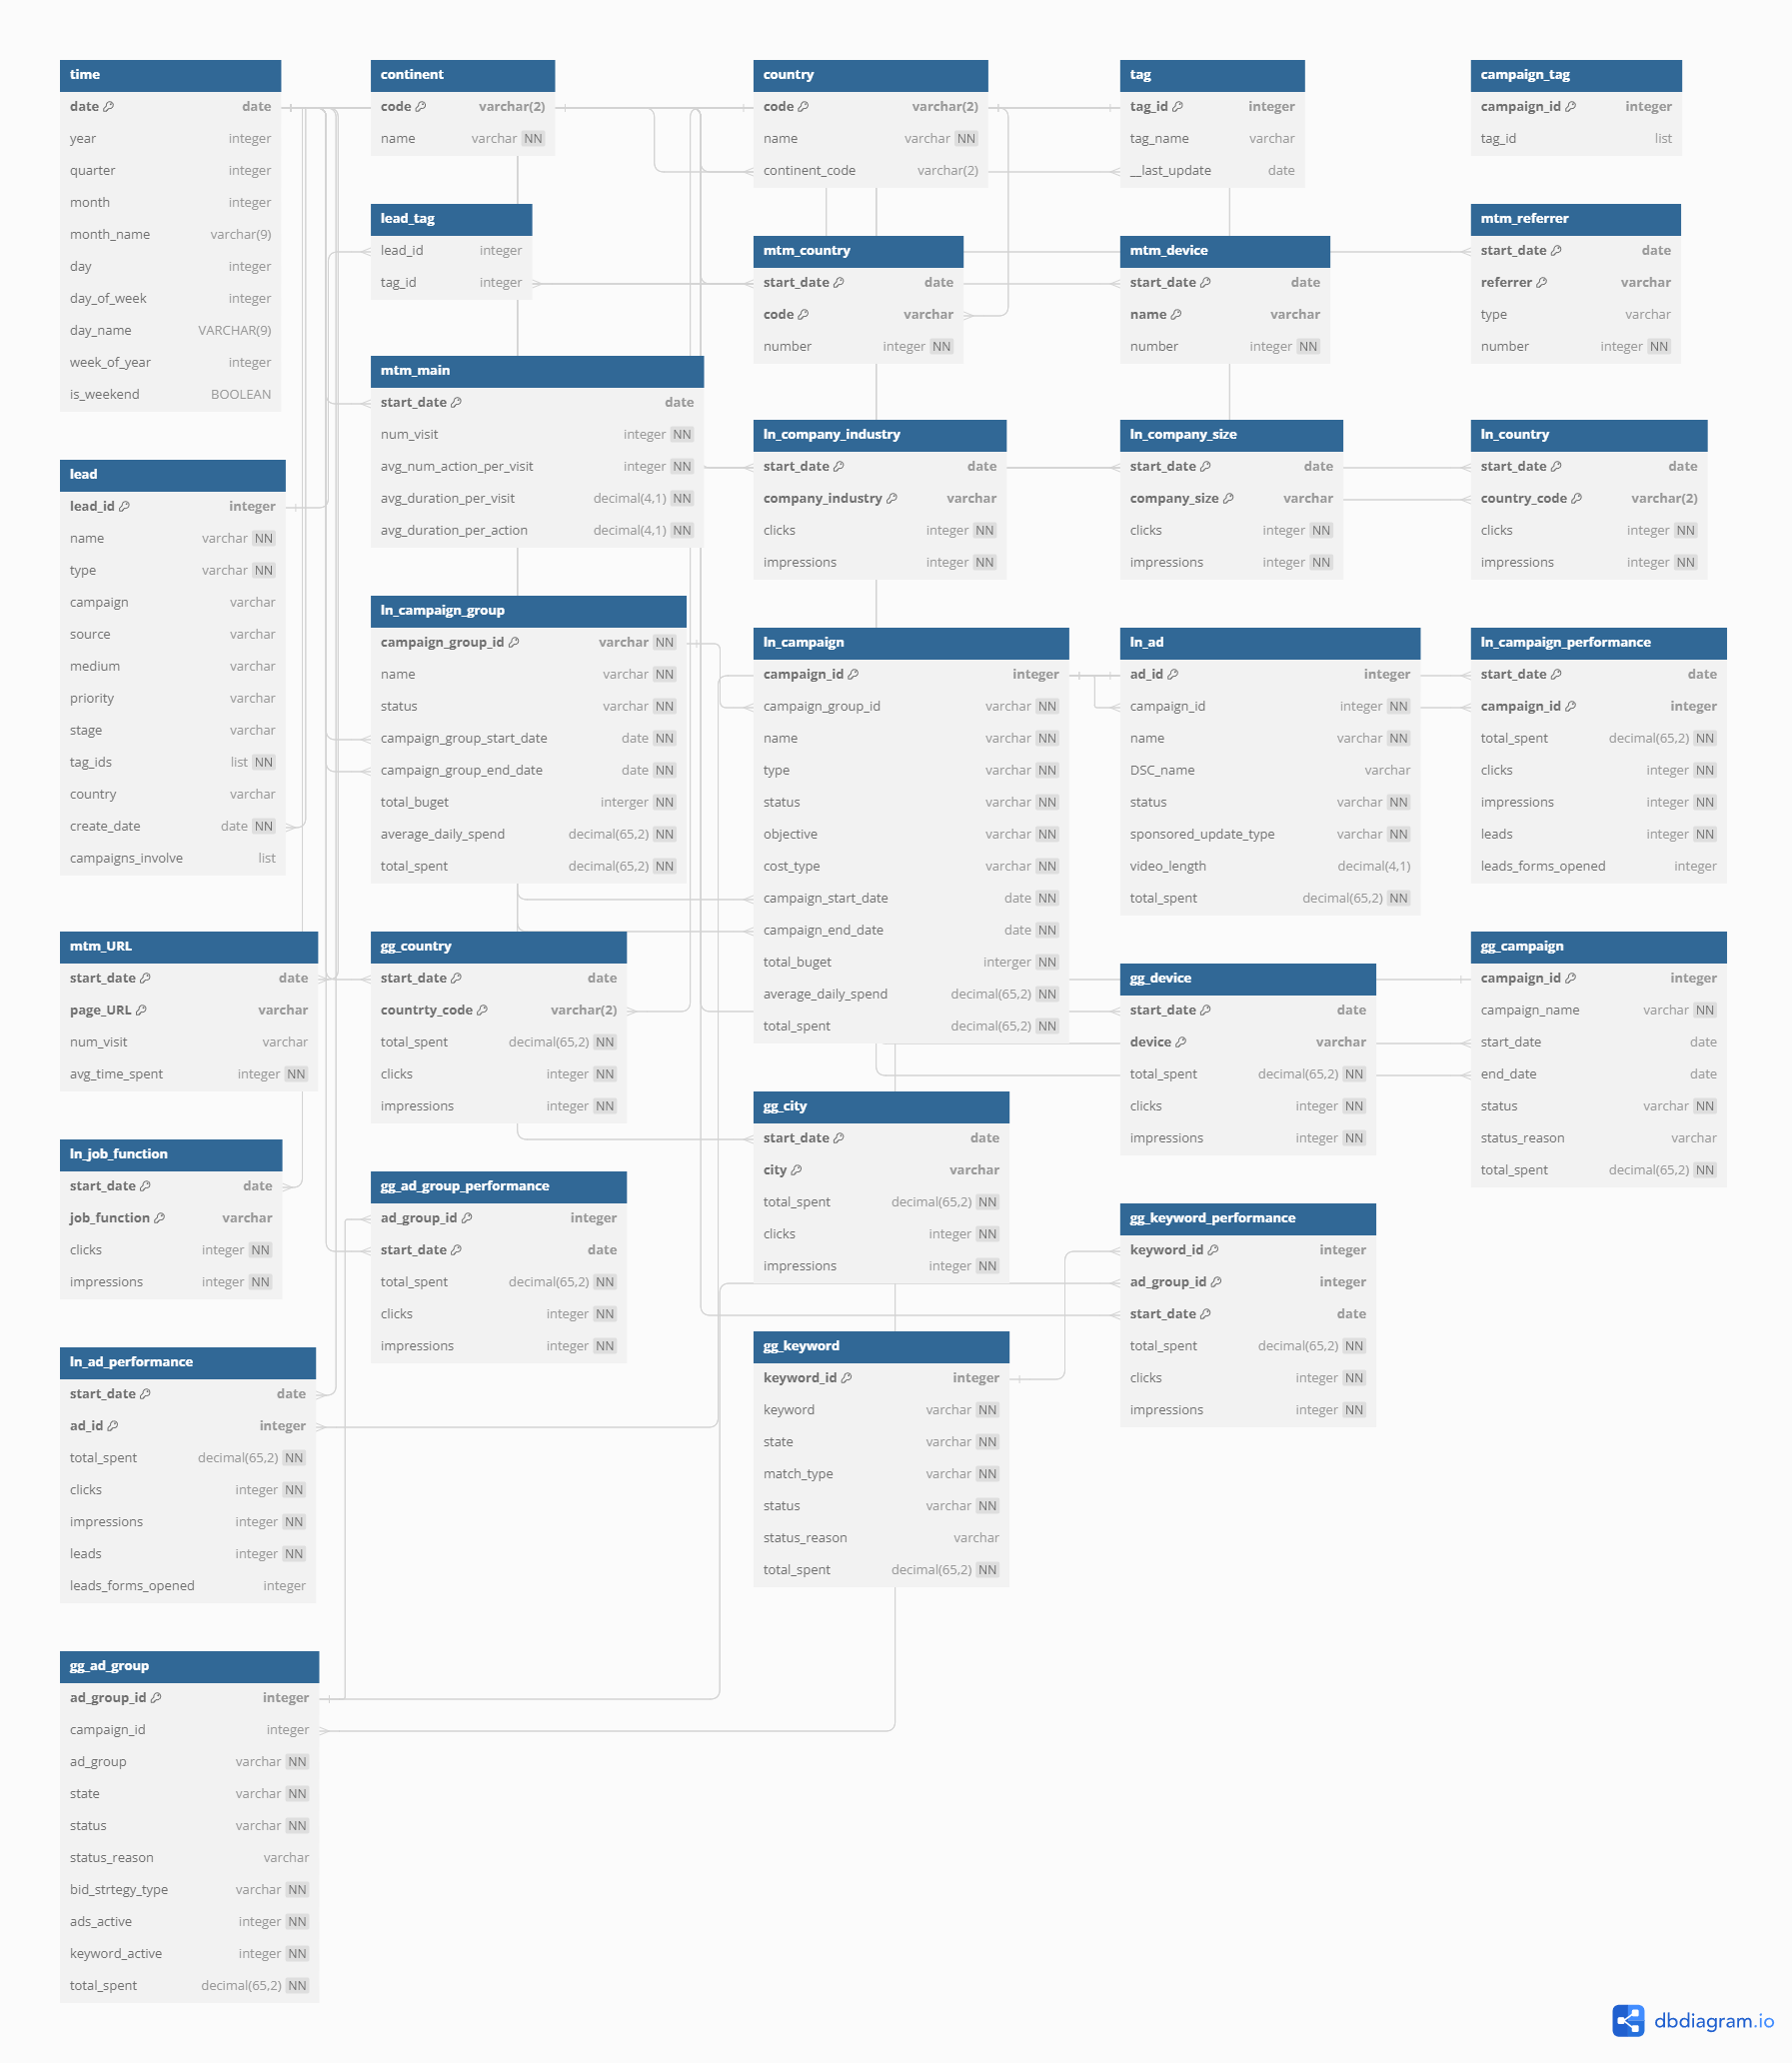 time
date date
year integer
quarter integer
month integer
month_name varchar(9)
day integer
day_of_week integer
day_name VARCHAR(9)
week_of_year integer
is_weekend BOOLEAN
continent
code varchar(2)
name varchar NN
country
code varchar(2)
name varchar NN
continent_code varchar(2)
tag
tag_id integer
tag_name varchar
__last_update date
campaign_tag
campaign_id integer
tag_id list
lead_tag
lead_id integer
tag_id integer
mtm_country
start_date date
code varchar
number integer NN
mtm_device
start_date date
name varchar
number integer NN
mtm_referrer
start_date date
referrer varchar
type varchar
number integer NN
mtm_main
start_date date
num_visit integer NN
avg_num_action_per_visit integer NN
avg_duration_per_visit decimal(4,1) NN
avg_duration_per_action decimal(4,1) NN
ln_company_industry
start_date date
company_industry varchar
clicks integer NN
impressions integer NN
ln_company_size
start_date date
company_size varchar
clicks integer NN
impressions integer NN
ln_country
start_date date
country_code varchar(2)
clicks integer NN
impressions integer NN
lead
lead_id integer
name varchar NN
type varchar NN
campaign varchar
source varchar
medium varchar
priority varchar
stage varchar
tag_ids list NN
country varchar
create_date date NN
campaigns_involve list
ln_campaign_group
campaign_group_id varchar NN
name varchar NN
status varchar NN
campaign_group_start_date date NN
campaign_group_end_date date NN
total_buget interger NN
average_daily_spend decimal(65,2) NN
total_spent decimal(65,2) NN
ln_campaign
campaign_id integer
campaign_group_id varchar NN
name varchar NN
type varchar NN
status varchar NN
objective varchar NN
cost_type varchar NN
campaign_start_date date NN
campaign_end_date date NN
total_buget interger NN
average_daily_spend decimal(65,2) NN
total_spent decimal(65,2) NN
ln_ad
ad_id integer
campaign_id integer NN
name varchar NN
DSC_name varchar
status varchar NN
sponsored_update_type varchar NN
video_length decimal(4,1)
total_spent decimal(65,2) NN
ln_campaign_performance
start_date date
campaign_id integer
total_spent decimal(65,2) NN
clicks integer NN
impressions integer NN
leads integer NN
leads_forms_opened integer
mtm_URL
start_date date
page_URL varchar
num_visit varchar
avg_time_spent integer NN
gg_country
start_date date
countrty_code varchar(2)
total_spent decimal(65,2) NN
clicks integer NN
impressions integer NN
gg_device
start_date date
device varchar
total_spent decimal(65,2) NN
clicks integer NN
impressions integer NN
gg_campaign
campaign_id integer
campaign_name varchar NN
start_date date
end_date date
status varchar NN
status_reason varchar
total_spent decimal(65,2) NN
gg_city
start_date date
city varchar
total_spent decimal(65,2) NN
clicks integer NN
impressions integer NN
ln_job_function
start_date date
job_function varchar
clicks integer NN
impressions integer NN
gg_ad_group_performance
ad_group_id integer
start_date date
total_spent decimal(65,2) NN
clicks integer NN
impressions integer NN
gg_keyword_performance
keyword_id integer
ad_group_id integer
start_date date
total_spent decimal(65,2) NN
clicks integer NN
impressions integer NN
ln_ad_performance
start_date date
ad_id integer
total_spent decimal(65,2) NN
clicks integer NN
impressions integer NN
leads integer NN
leads_forms_opened integer
gg_keyword
keyword_id integer
keyword varchar NN
state varchar NN
match_type varchar NN
status varchar NN
status_reason varchar
total_spent decimal(65,2) NN
gg_ad_group
ad_group_id integer
campaign_id integer
ad_group varchar NN
state varchar NN
status varchar NN
status_reason varchar
bid_strtegy_type varchar NN
ads_active integer NN
keyword_active integer NN
total_spent decimal(65,2) NN
dbdiagram.io